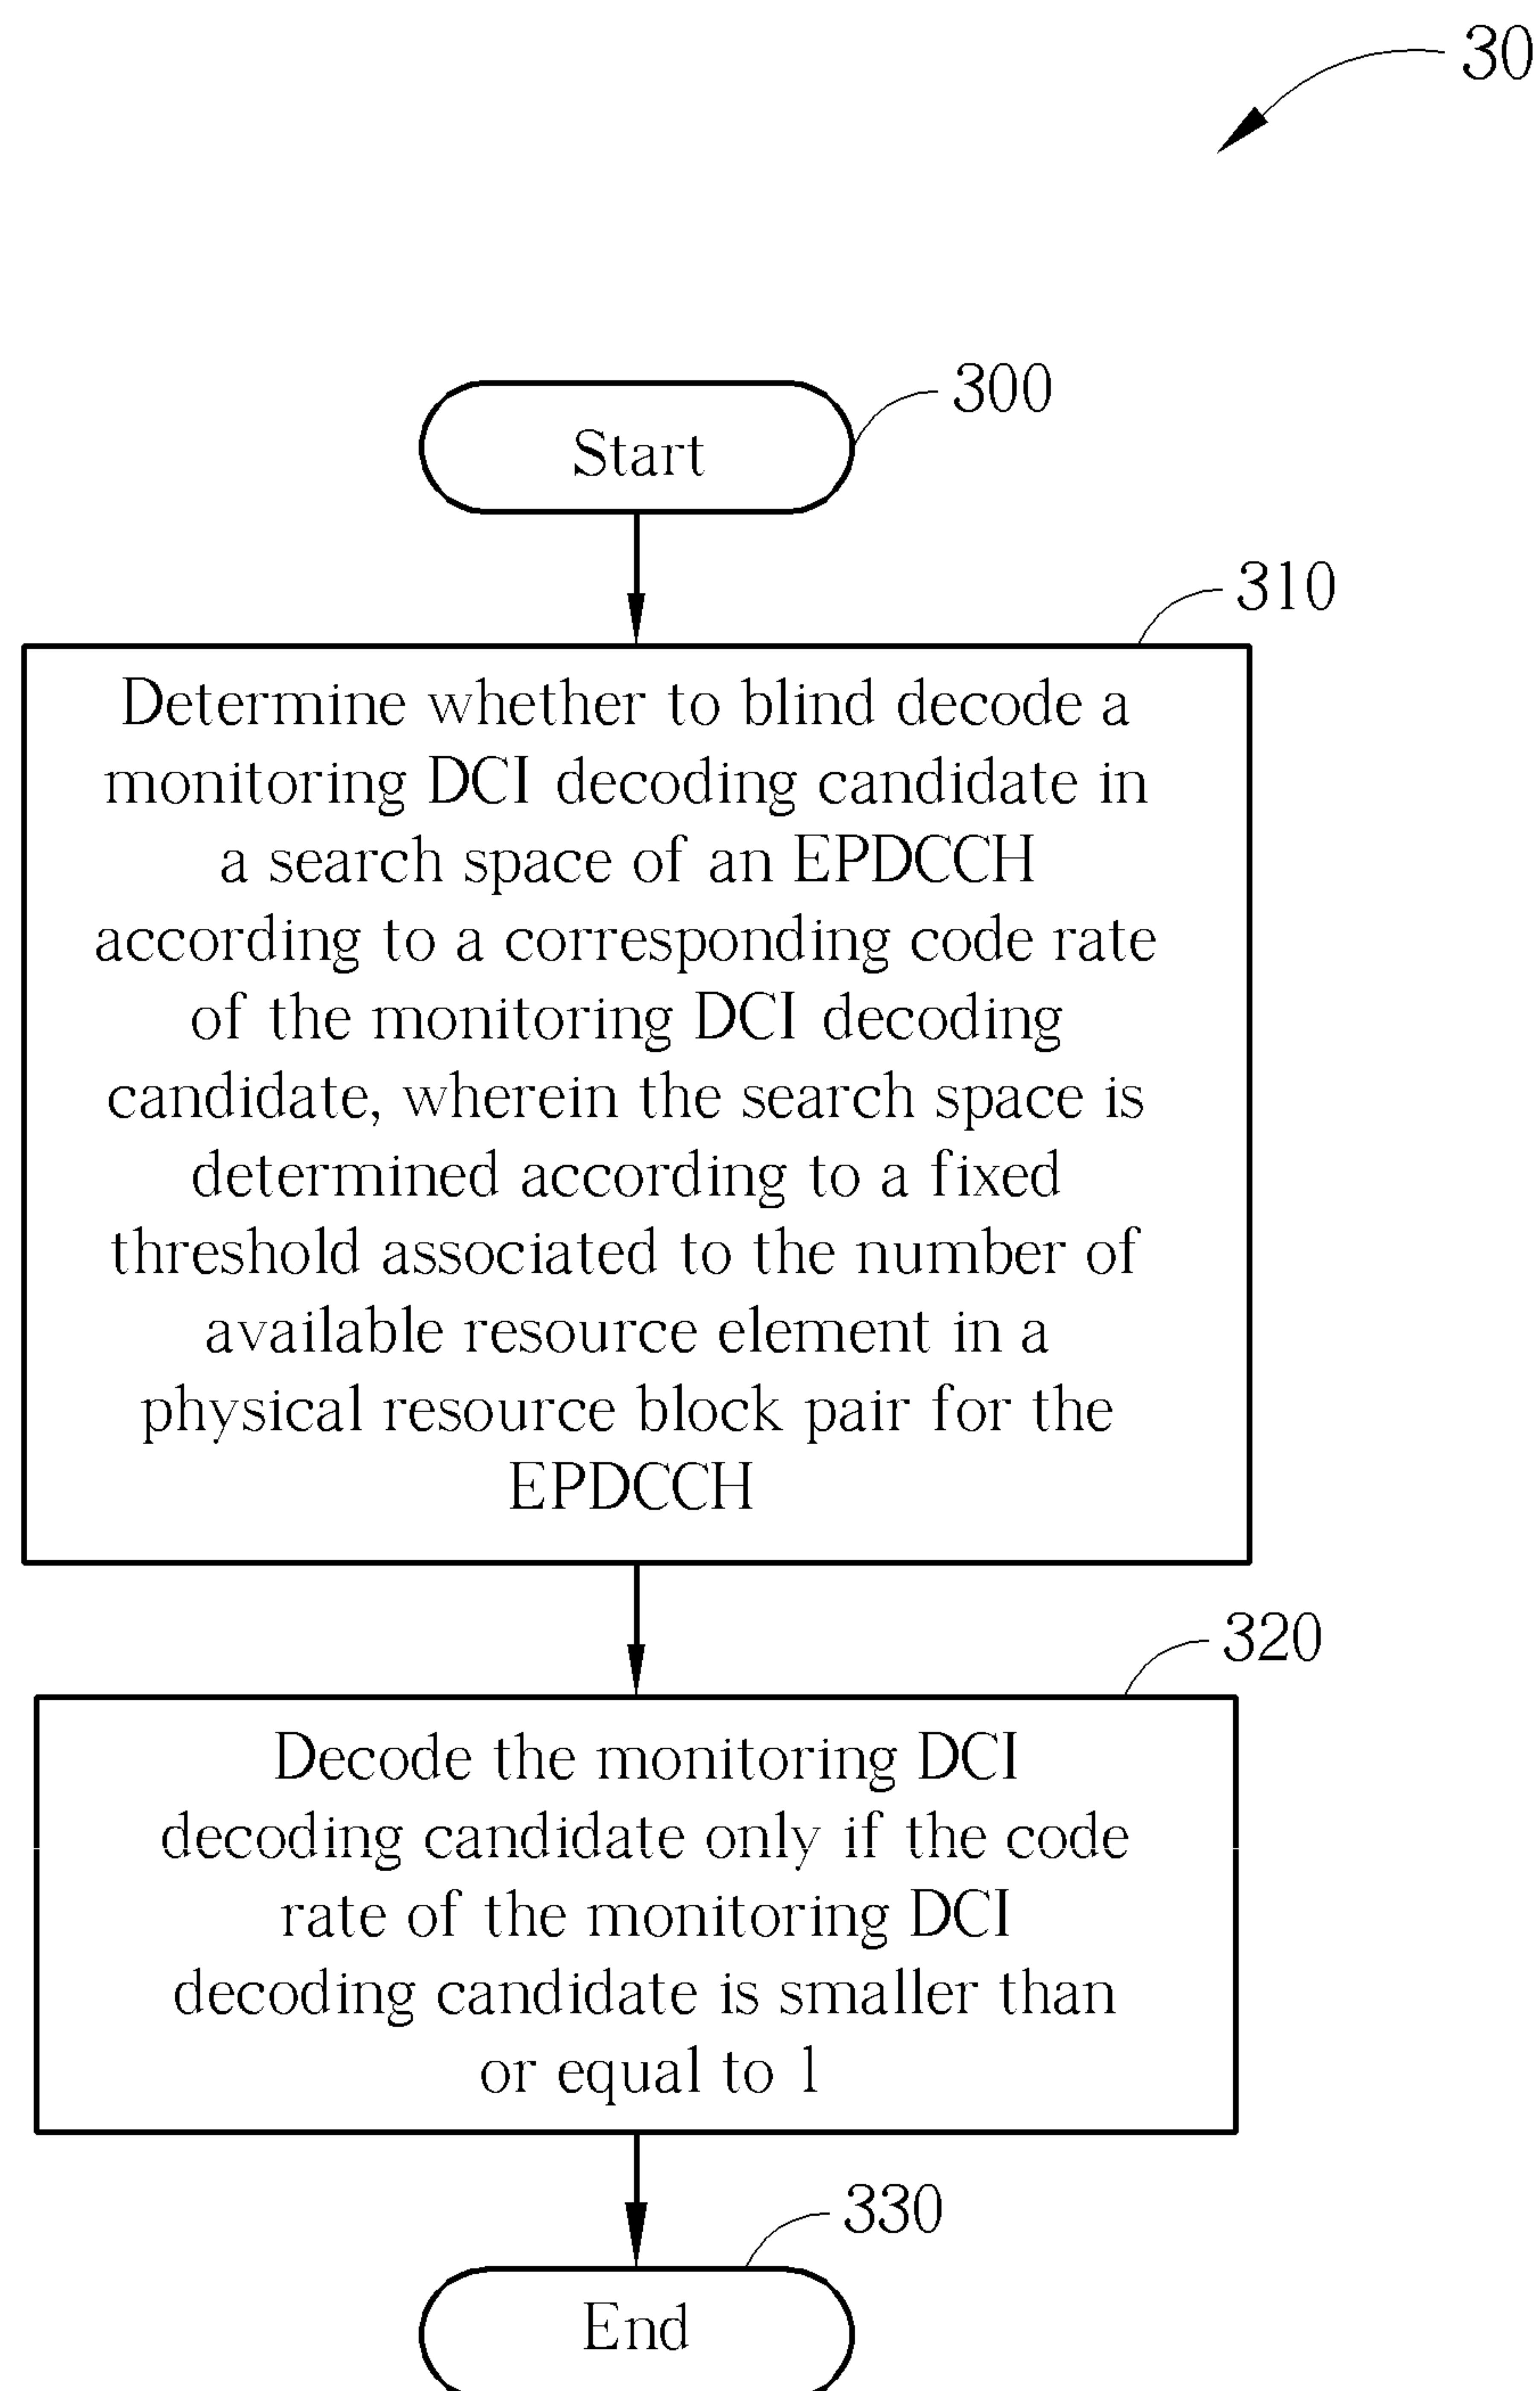 30
300
Start
310
Determine whether to blind decode a
monitoring DCI decoding candidate in
a search space of an EPDCCH
according to a corresponding code rate
of the monitoring DCI decoding
candidate, wherein the search space is
determined according to a fixed
threshold associated to the number of
available resource element in a
physical resource block pair for the
EPDCCH
320
Decode the monitoring DCI
decoding candidate only if the code
rate of the monitoring DCI
decoding candidate is smaller than
or equal to 1
330
End